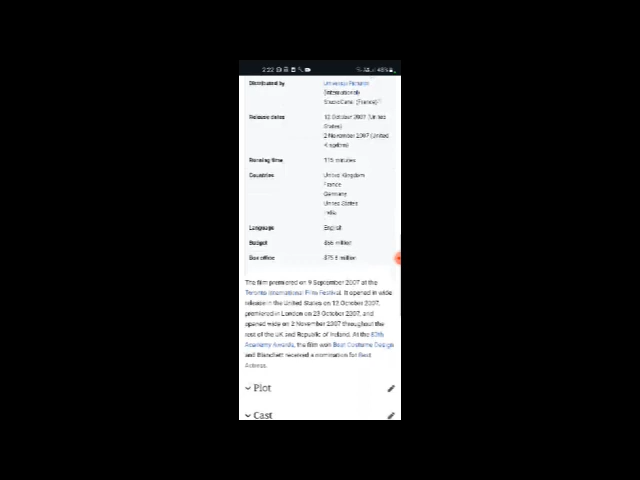 2:22
48%
Distributed by Universal Pictures
(International)
StudioCanal (France)
Release dates 12 October 2007 (United
States)
2 November 2007 (United
Kingdom)
Running time 115 minutes
Countries United Kingdom
France
Germany
United States
India
Language English
Budget $55 million
Box office $75.8 million
The film premiered on 9 September 2007 at the
Toronto International Film Festival. It opened in wide
release in the United States on 12 October 2007,
premiered in London on 23 October 2007, and
opened wide on 2 November 2007 throughout the
rest of the UK and Republic of Ireland. At the 80th
Academy Awards, the film won Best Costume Design
and Blanchett received a nomination for Best
Actress.
Plot
Cast